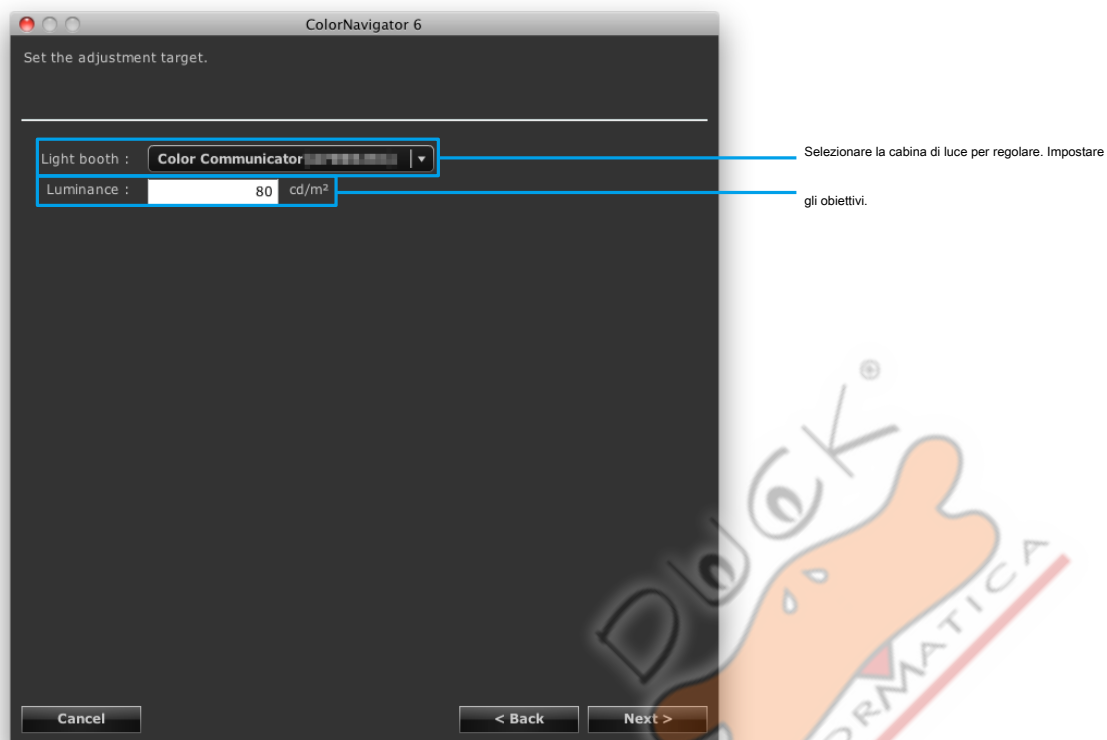 ColorNavigator 6
Set the adjustment target.
Light booth : Color Communicator
Selezionare la cabina di luce per regolare. Impostare
Luminance : 80 cd/m²
gli obiettivi.
DUCK
®
Cancel
< Back
Next >